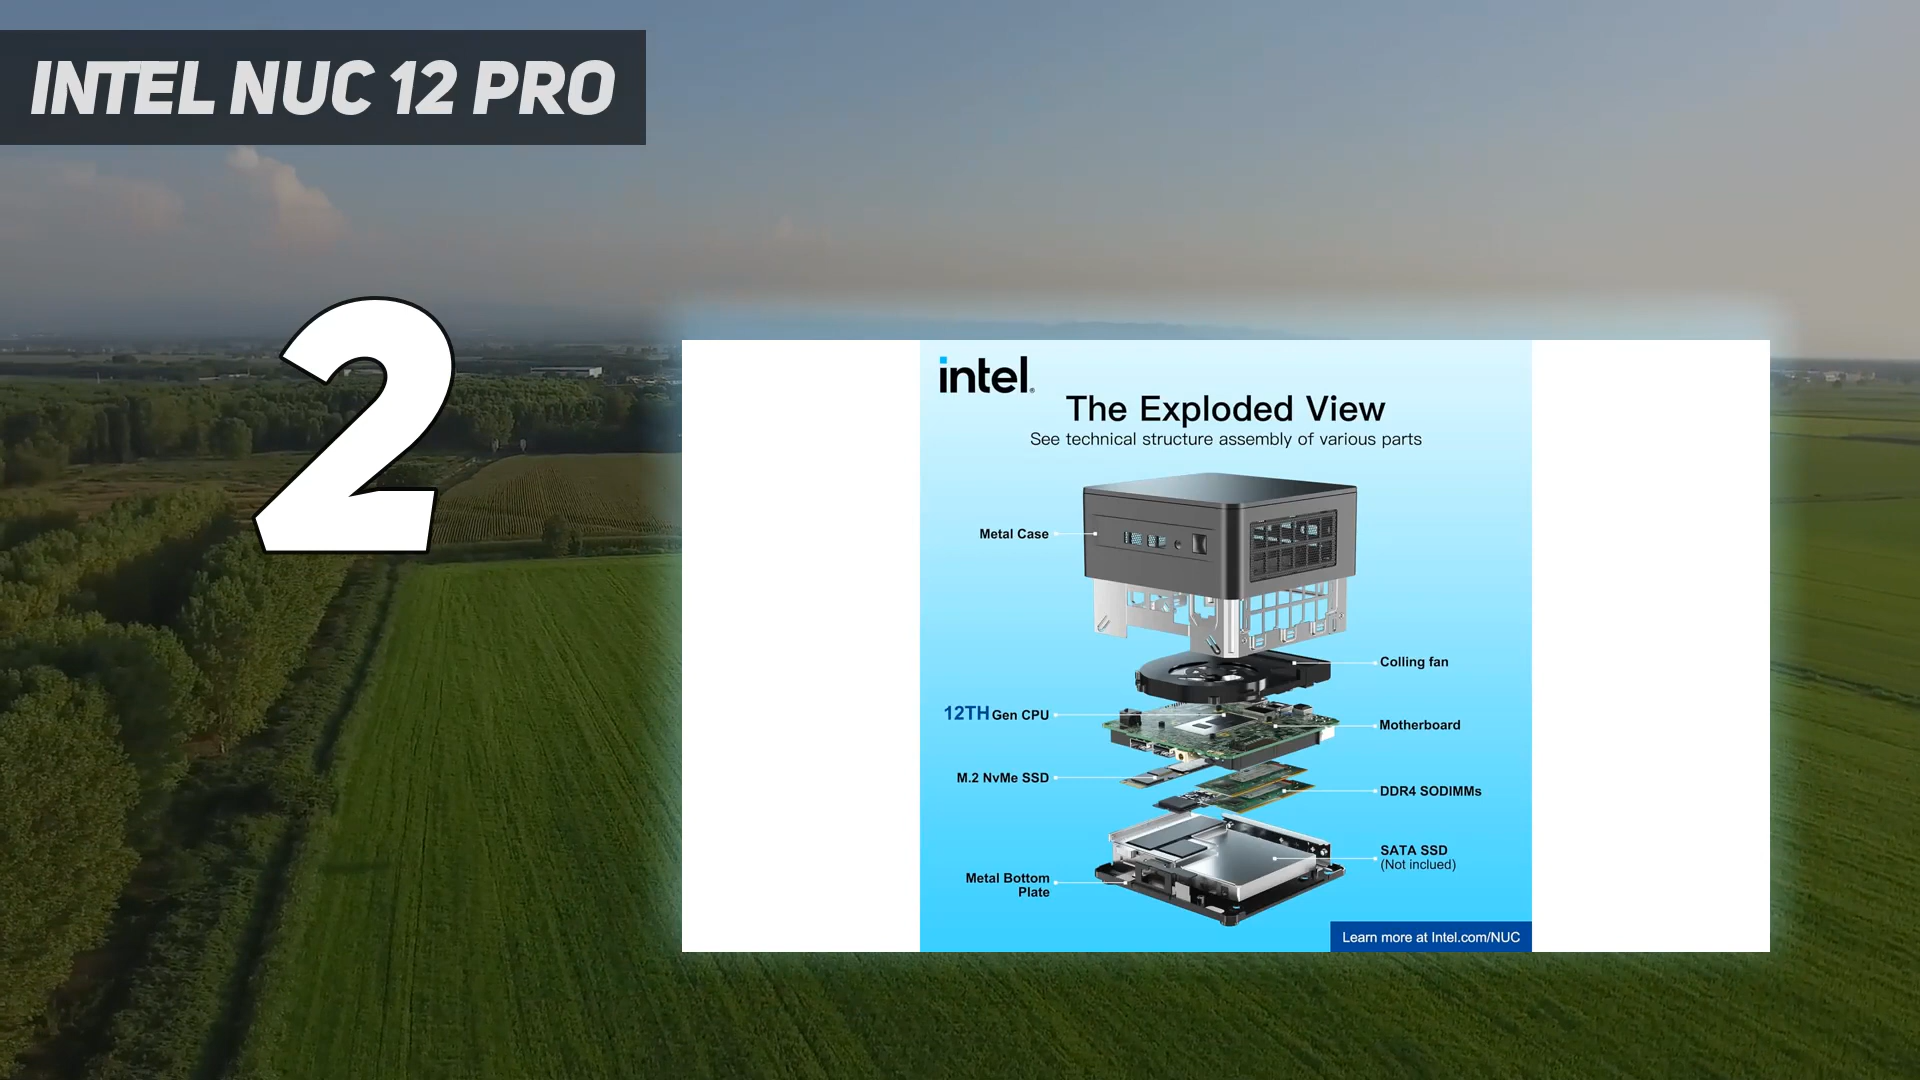 INTEL NUC 12 PRO
2
intel
The Exploded View
See technical structure assembly of various parts
Metal Case
Colling fan
12TH Gen CPU
Motherboard
M.2 NvMe SSD
DDR4 SODIMMs
SATA SSD
(Not inclued)
Metal Bottom
Plate
Learn more at Intel.com/NUC